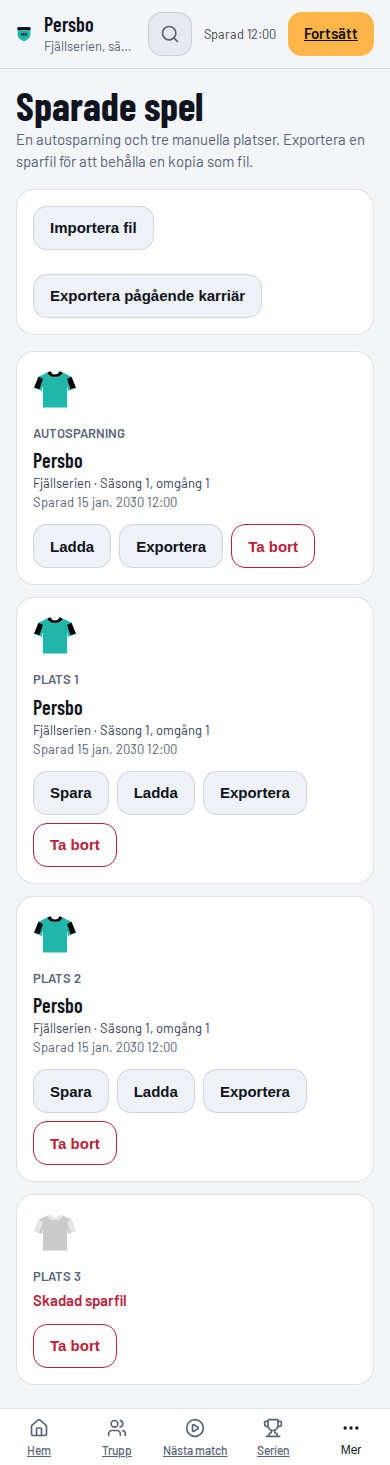 Persbo
Fjällserien, sä...
Sparad 12:00
Fortsätt
Sparade spel
En autosparning och tre manuella platser. Exportera en
sparfil för att behålla en kopia som fil.
Importera fil
Exportera pågående karriär
AUTOSPARNING
Persbo
Fjällserien · Säsong 1, omgång 1
Sparad 15 jan. 2030 12:00
Ladda
Exportera
Ta bort
PLATS 1
Persbo
Fjällserien · Säsong 1, omgång 1
Sparad 15 jan. 2030 12:00
Spara
Ladda
Exportera
Ta bort
PLATS 2
Persbo
Fjällserien · Säsong 1, omgång 1
Sparad 15 jan. 2030 12:00
Spara
Ladda
Exportera
Ta bort
PLATS 3
Skadad sparfil
Ta bort
Hem
Trupp
Nästa match
Serien
Mer